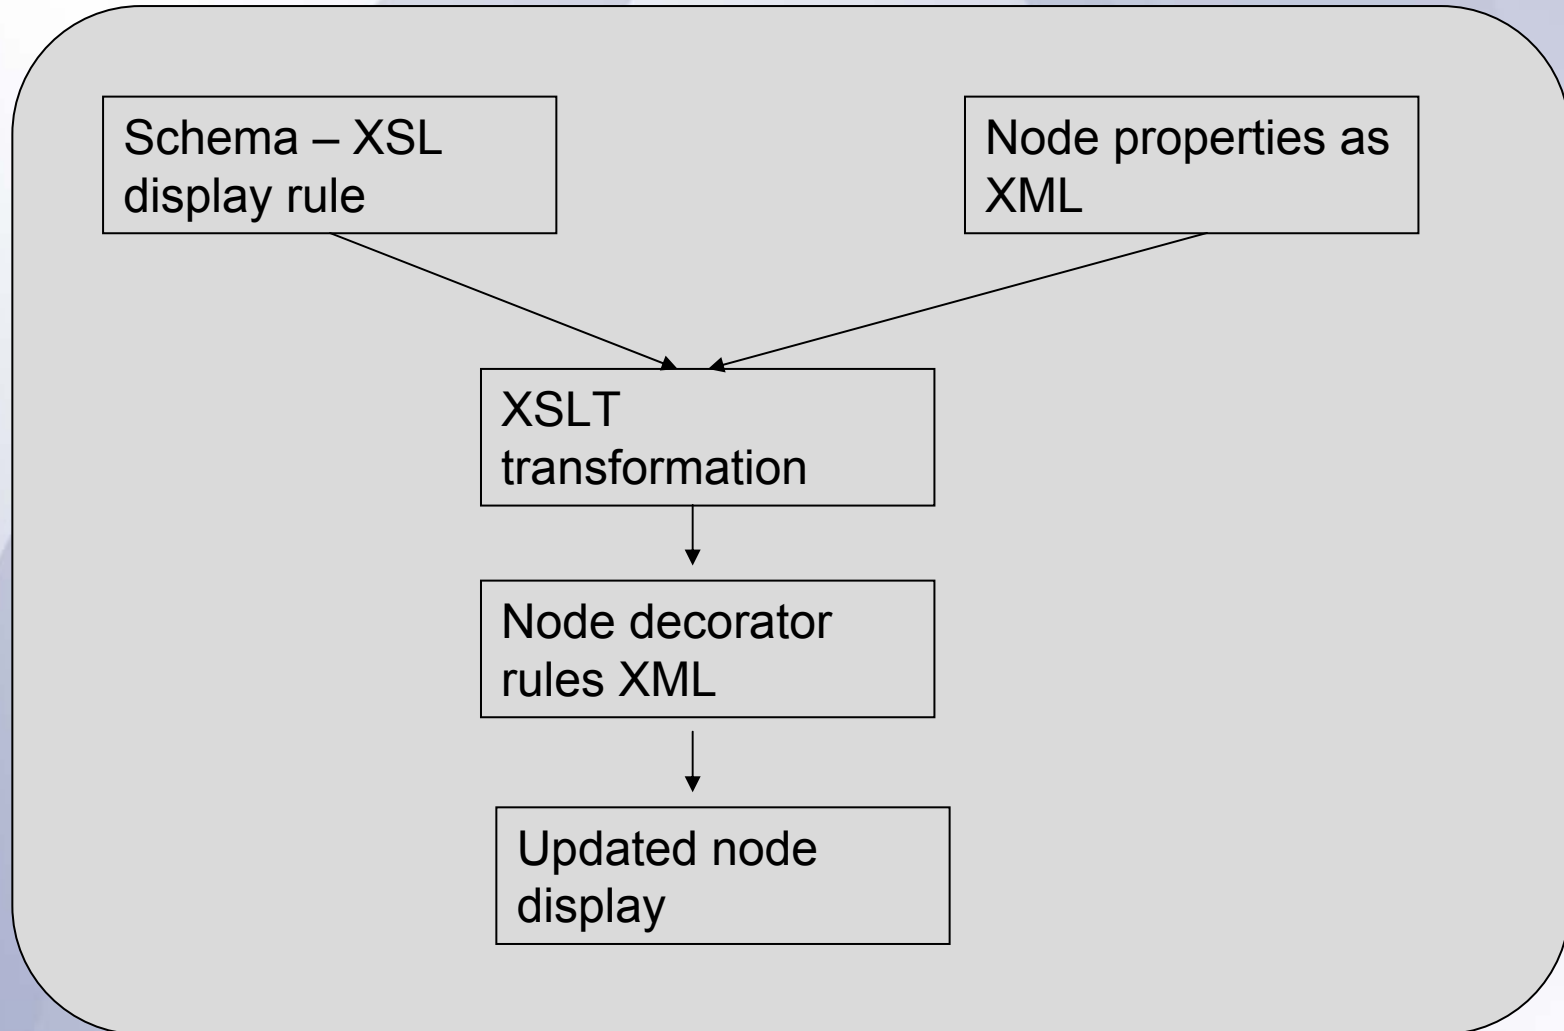 Schema – XSL
display rule
Node properties as
XML
XSLT
transformation
Node decorator
rules XML
Updated node
display